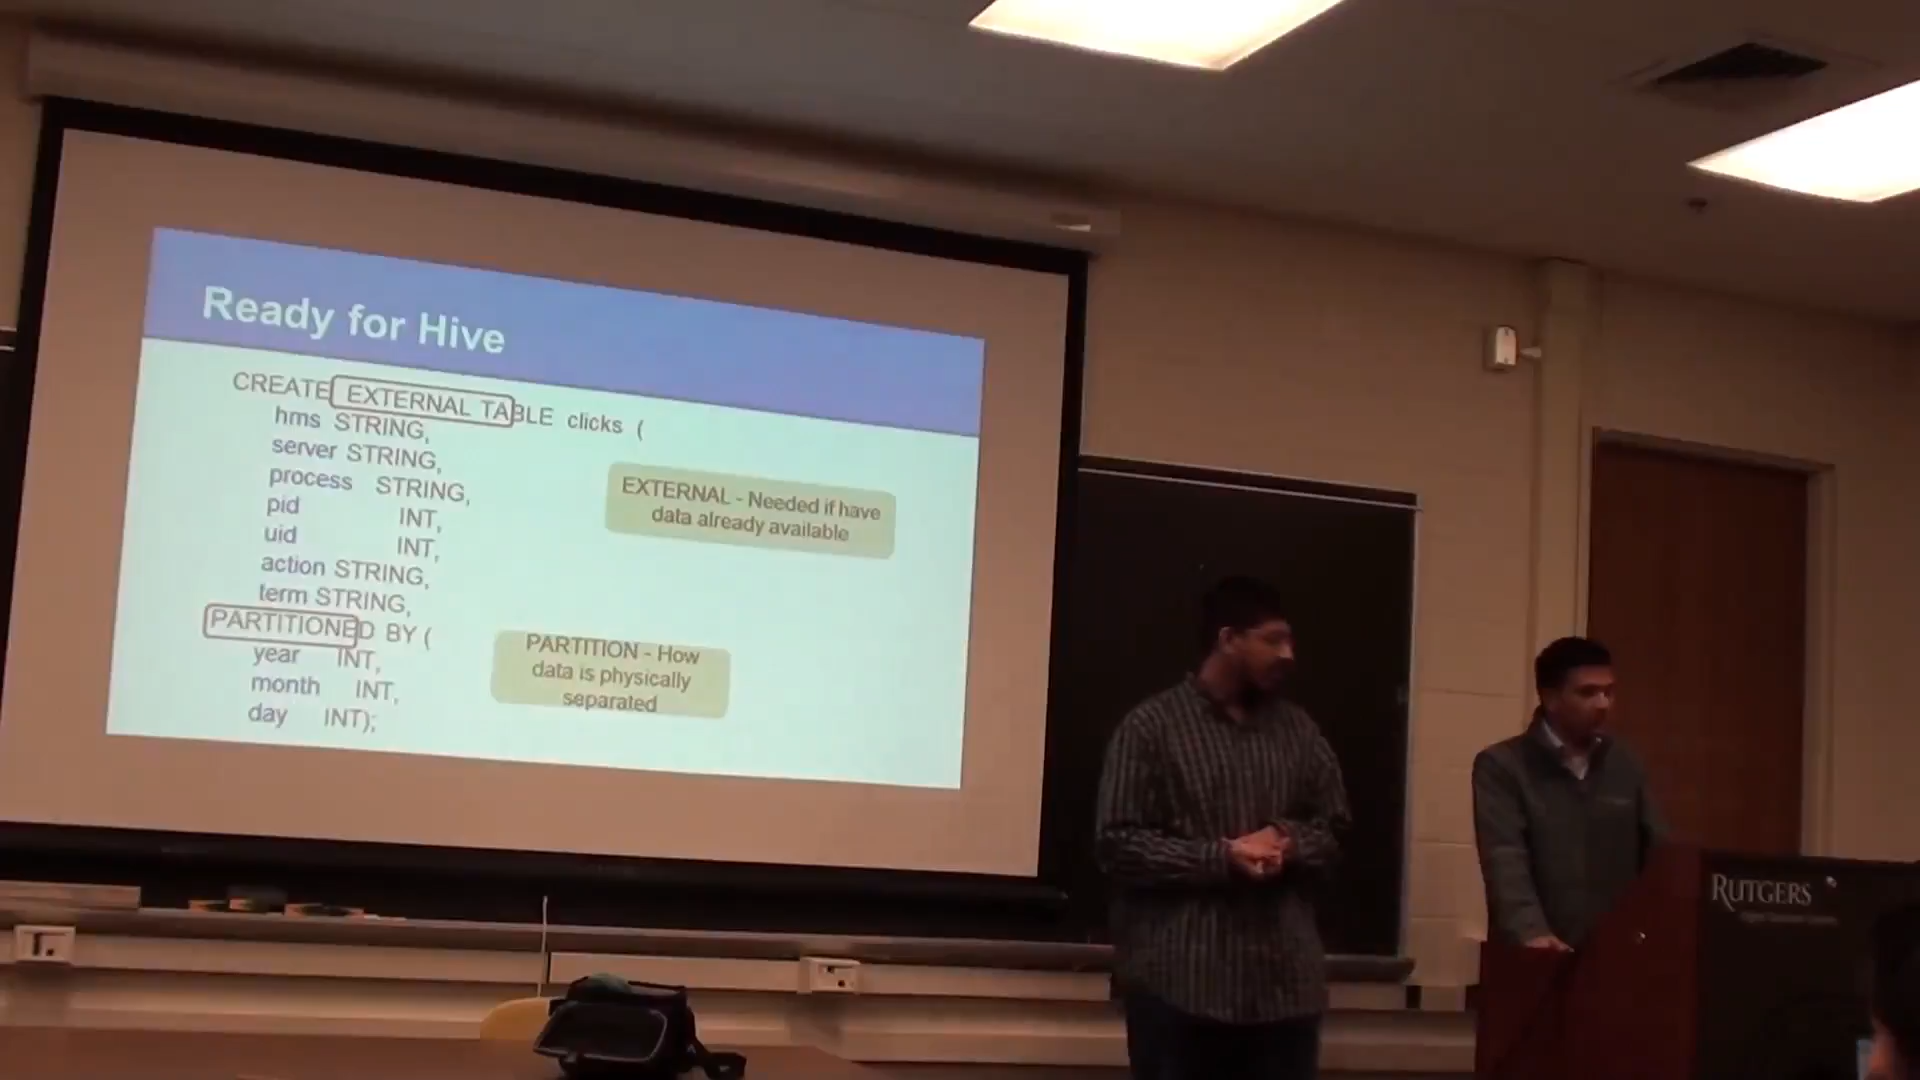 Ready for Hive
CREATE EXTERNAL TABLE clicks (
hms STRING,
server STRING,
process STRING,
pid INT,
uid INT,
action STRING,
term STRING,
PARTITIONED BY (
year INT,
month INT,
day INT);
EXTERNAL - Needed if have
data already available
PARTITION - How
data is physically
separated
RUTGERS